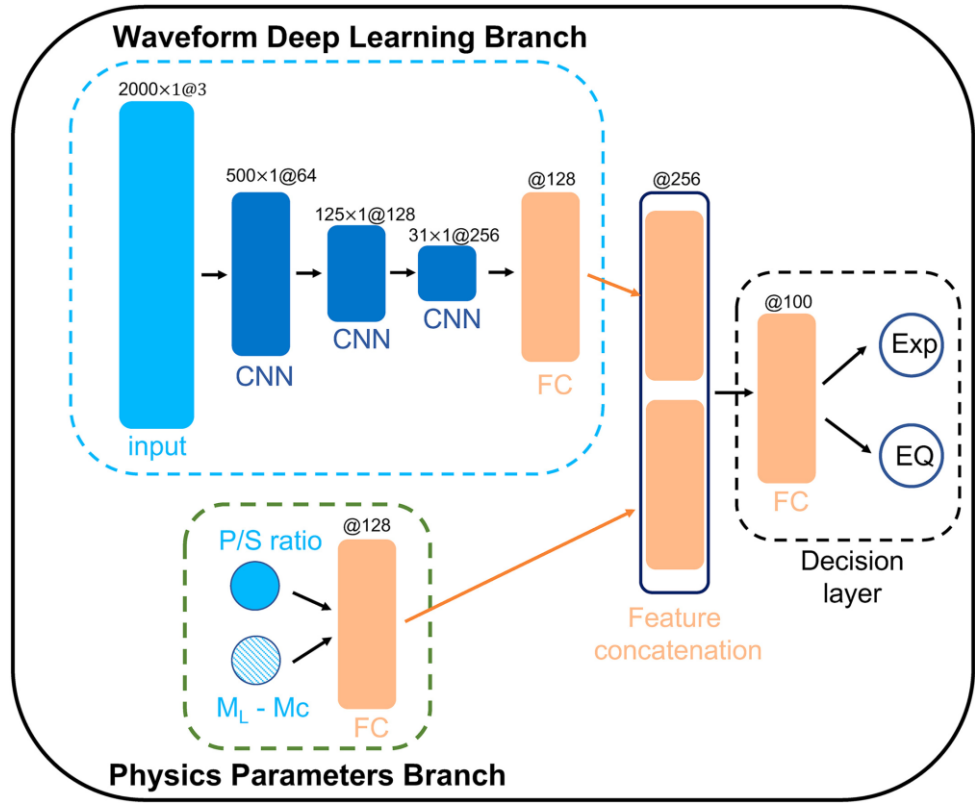 Waveform Deep Learning Branch
2000×1@3
500×1@64
125×1@128
31×1@256
@128
@256
CNN
CNN
CNN
FC
input
@100
Exp
EQ
FC
Decision
layer
P/S ratio
@128
M_L - Mc
FC
Feature
concatenation
Physics Parameters Branch